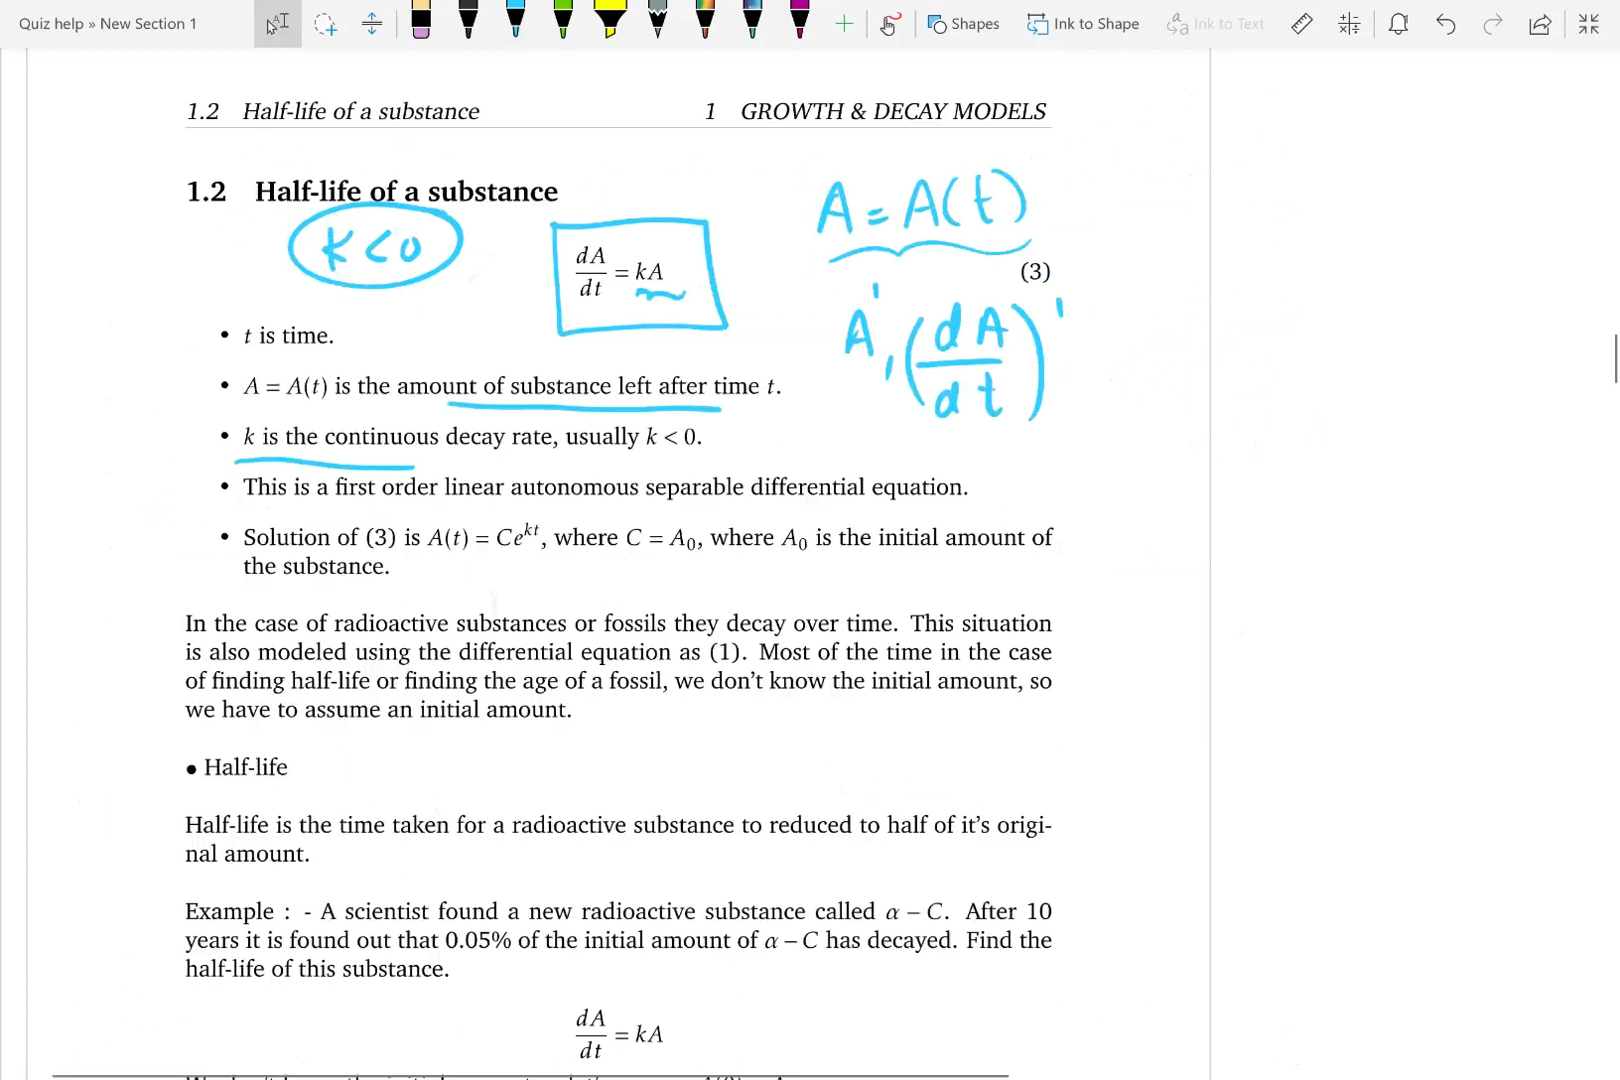 Quiz help » New Section 1
Shapes
Ink to Shape
Ink to Text
1.2 Half-life of a substance 1 GROWTH & DECAY MODELS
1.2 Half-life of a substance
A = A(t)
k < 0
dA/dt = kA
(3)
A', (dA/dt)'
• t is time.
• A = A(t) is the amount of substance left after time t.
• k is the continuous decay rate, usually k < 0.
• This is a first order linear autonomous separable differential equation.
• Solution of (3) is A(t) = Ce^{kt}, where C = A₀, where A₀ is the initial amount of
the substance.
In the case of radioactive substances or fossils they decay over time. This situation
is also modeled using the differential equation as (1). Most of the time in the case
of finding half-life or finding the age of a fossil, we don't know the initial amount, so
we have to assume an initial amount.
• Half-life
Half-life is the time taken for a radioactive substance to reduced to half of it's origi-
nal amount.
Example : - A scientist found a new radioactive substance called α – C. After 10
years it is found out that 0.05% of the initial amount of α – C has decayed. Find the
half-life of this substance.
dA/dt = kA